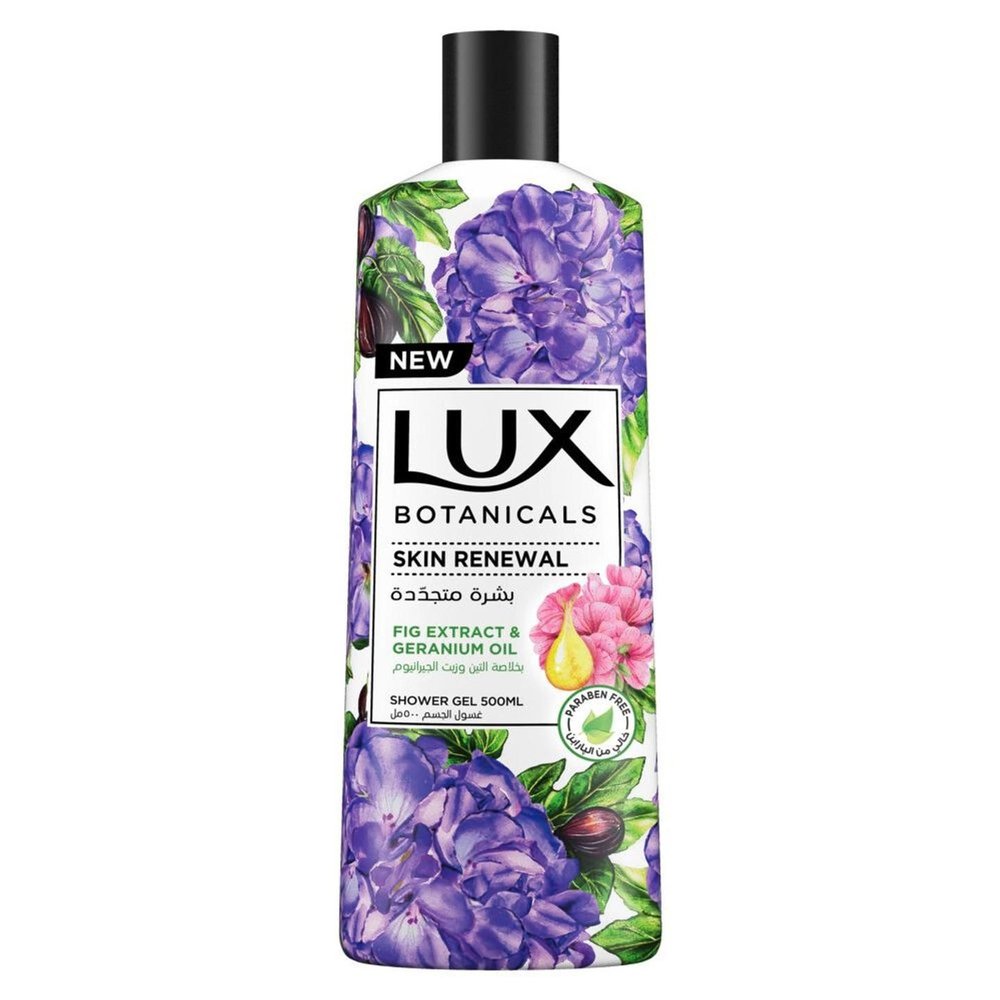 NEW
LUX
BOTANICALS
SKIN RENEWAL
بشرة متجدّدة
FIG EXTRACT &
GERANIUM OIL
بخلاصة التين وزيت الجيرانيوم
SHOWER GEL 500ML
غسول الجسم ٥٠٠مل
PARABEN FREE
خالي من البارابن